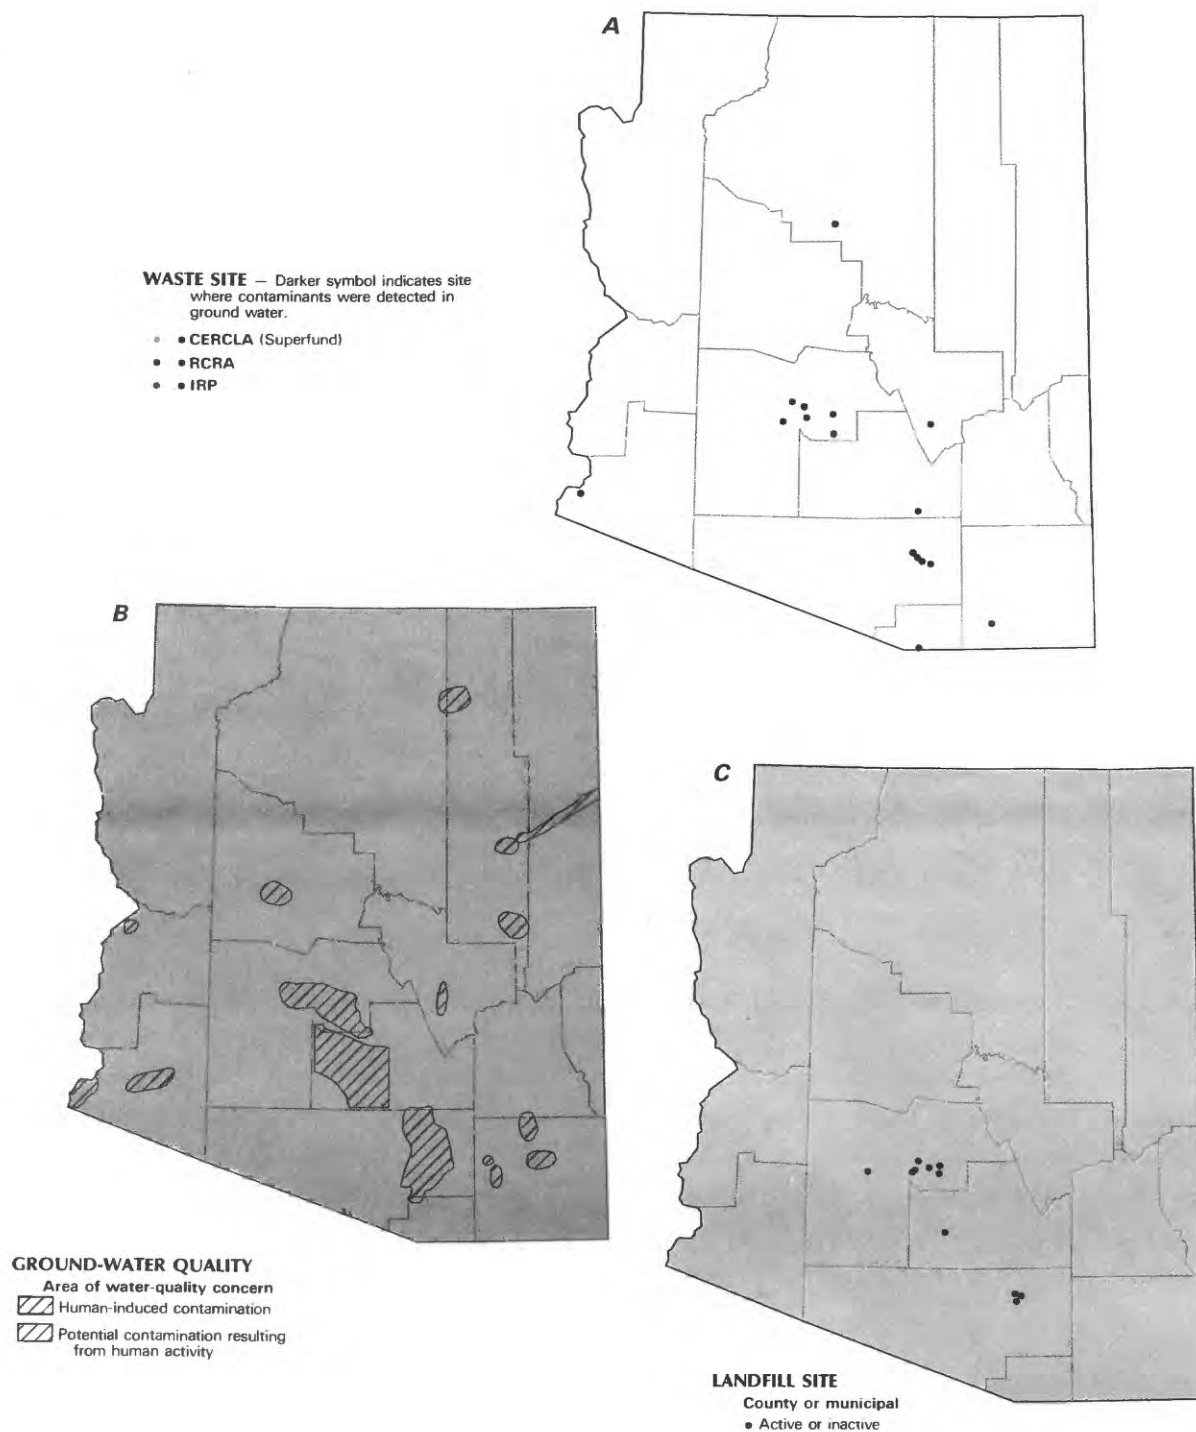 A
WASTE SITE — Darker symbol indicates site
where contaminants were detected in
ground water.
CERCLA (Superfund)
RCRA
IRP
B
GROUND-WATER QUALITY
Area of water-quality concern
Human-induced contamination
Potential contamination resulting
from human activity
C
LANDFILL SITE
County or municipal
Active or inactive